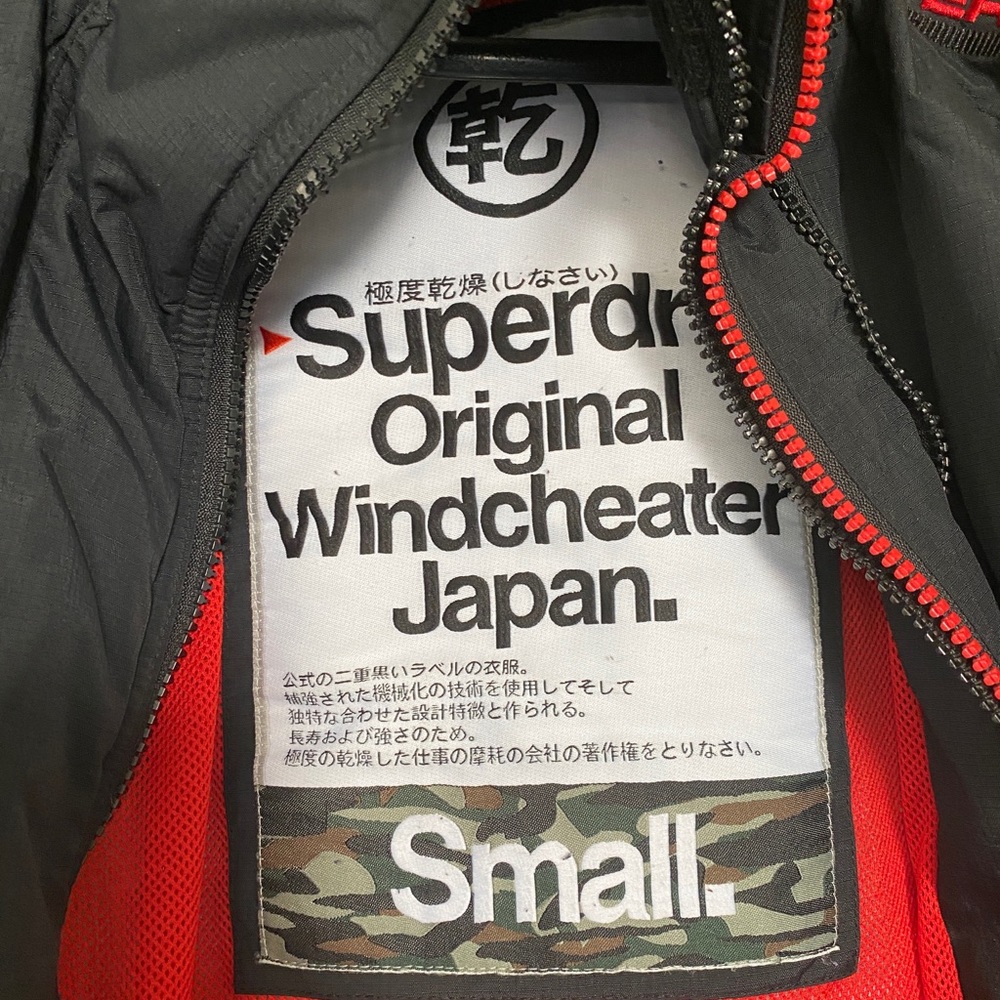 乾
極度乾燥(しなさい)
Superdr
Original
Windcheater
Japan.
公式の二重黒いラベルの衣服。
補強された機械化の技術を使用してそして
独特な合わせた設計特徴と作られる。
長寿および強さのため。
極度の乾燥した仕事の摩耗の会社の著作権をとりなさい。
Small.